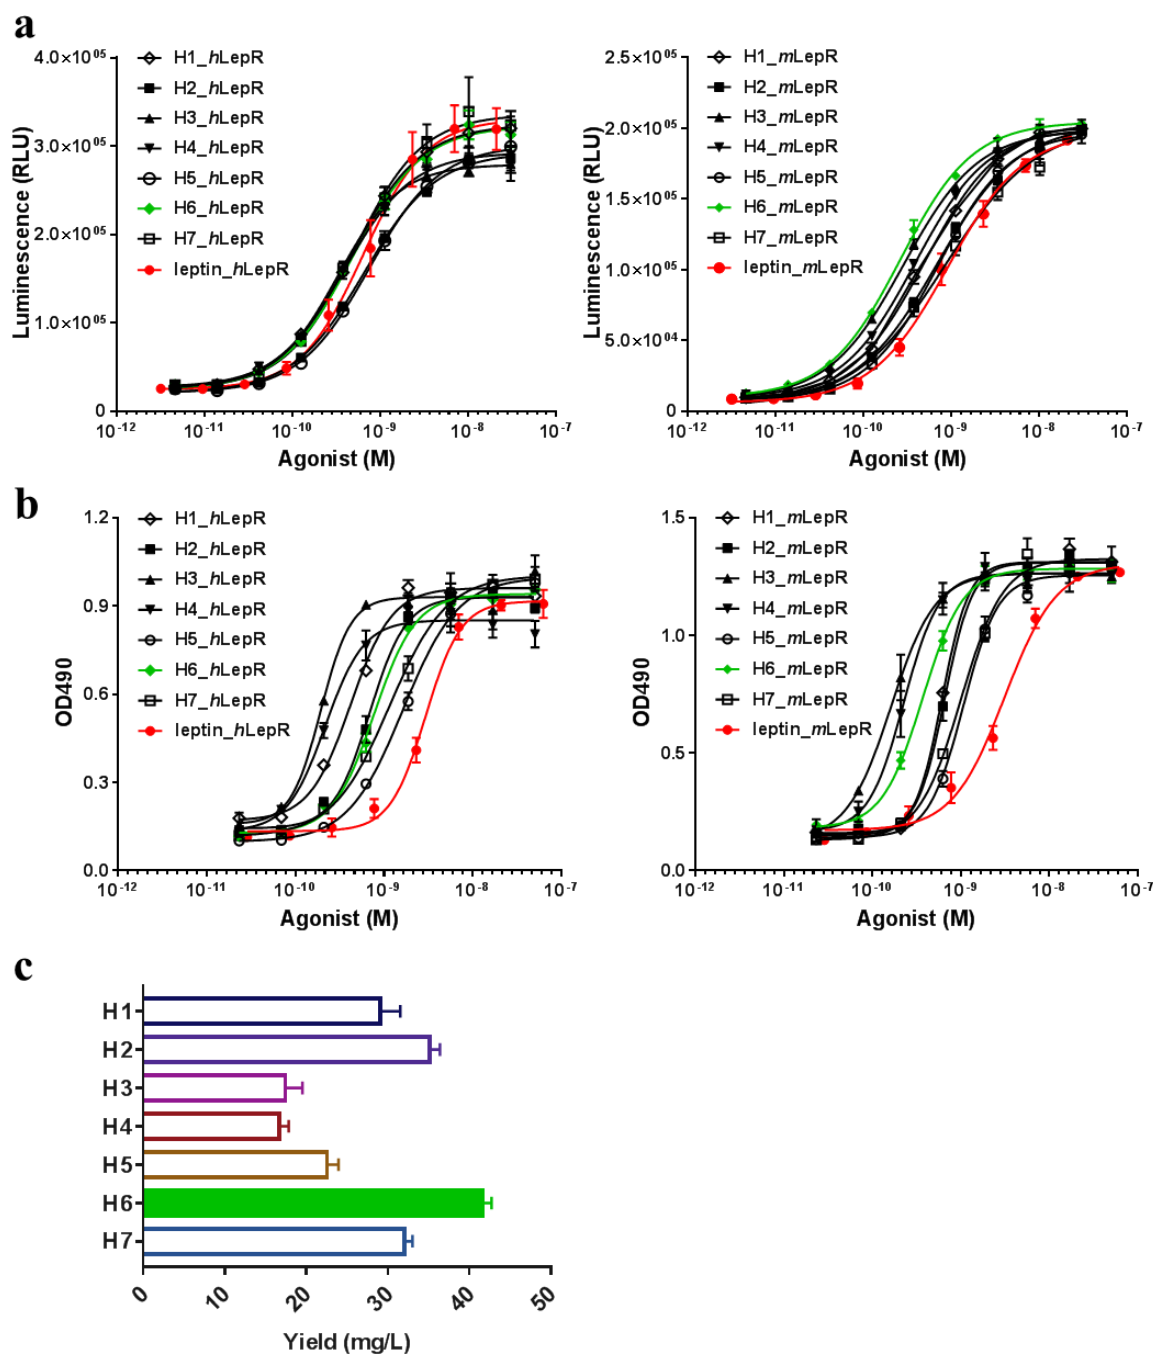 a
4.0×10⁰⁵
3.0×10⁰⁵
2.0×10⁰⁵
1.0×10⁰⁵
0
Luminescence (RLU)
H1_hLepR
H2_hLepR
H3_hLepR
H4_hLepR
H5_hLepR
H6_hLepR
H7_hLepR
leptin_hLepR
10⁻¹² 10⁻¹¹ 10⁻¹⁰ 10⁻⁹ 10⁻⁸ 10⁻⁷
Agonist (M)
2.5×10⁰⁵
2.0×10⁰⁵
1.5×10⁰⁵
1.0×10⁰⁵
5.0×10⁰⁴
0
Luminescence (RLU)
H1_mLepR
H2_mLepR
H3_mLepR
H4_mLepR
H5_mLepR
H6_mLepR
H7_mLepR
leptin_mLepR
10⁻¹² 10⁻¹¹ 10⁻¹⁰ 10⁻⁹ 10⁻⁸ 10⁻⁷
Agonist (M)
b
1.2
0.9
0.6
0.3
0.0
OD490
H1_hLepR
H2_hLepR
H3_hLepR
H4_hLepR
H5_hLepR
H6_hLepR
H7_hLepR
leptin_hLepR
10⁻¹² 10⁻¹¹ 10⁻¹⁰ 10⁻⁹ 10⁻⁸ 10⁻⁷
Agonist (M)
1.5
1.0
0.5
0.0
OD490
H1_mLepR
H2_mLepR
H3_mLepR
H4_mLepR
H5_mLepR
H6_mLepR
H7_mLepR
leptin_mLepR
10⁻¹² 10⁻¹¹ 10⁻¹⁰ 10⁻⁹ 10⁻⁸ 10⁻⁷
Agonist (M)
c
H1
H2
H3
H4
H5
H6
H7
0 10 20 30 40 50
Yield (mg/L)